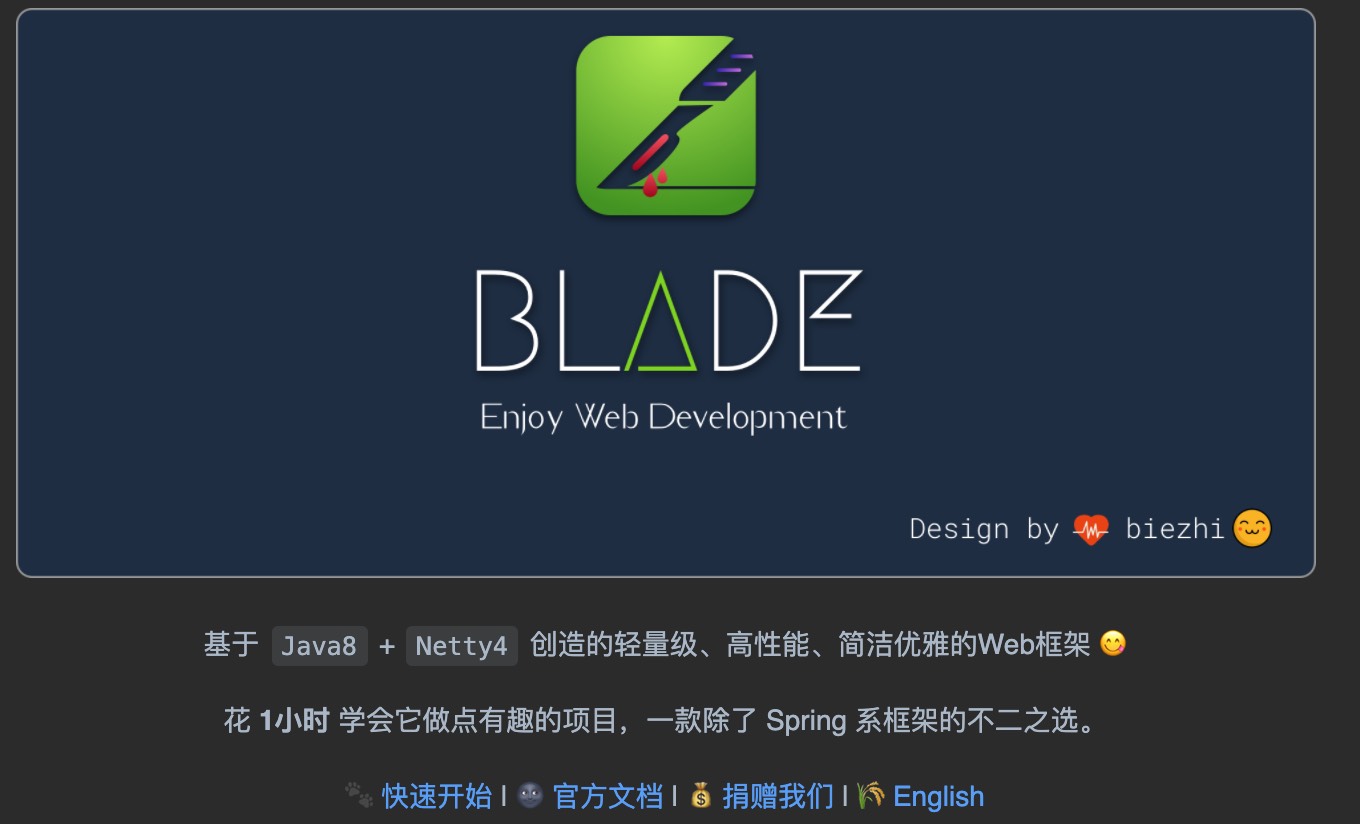 BLADE
Enjoy Web Development
Design by biezhi
基于 Java8 + Netty4 创造的轻量级、高性能、简洁优雅的Web框架 😋
花 1小时 学会它做点有趣的项目，一款除了 Spring 系框架的不二之选。
🐾 快速开始 | 🌚 官方文档 | 💰 捐赠我们 | 🌾 English